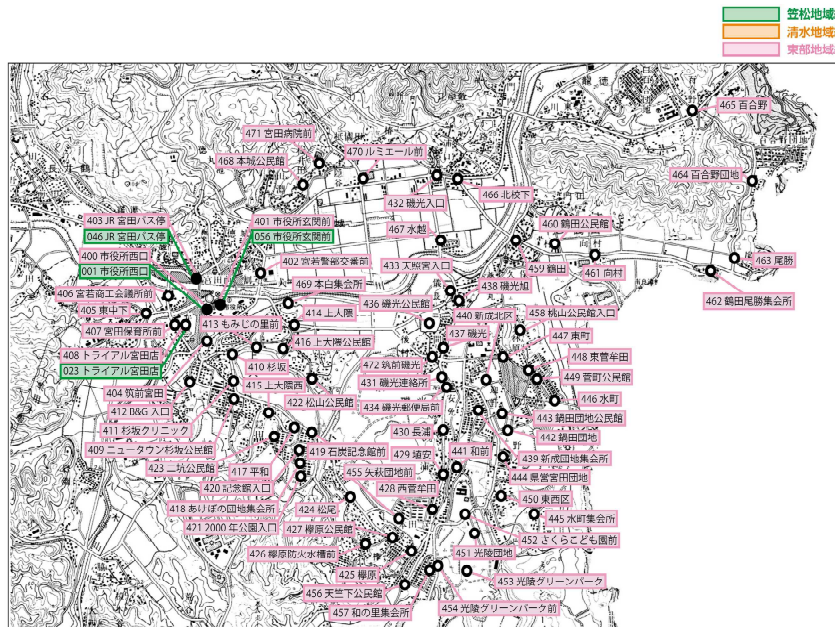 笠松地域
清水地域
東部地域
465 百合野
471 宮田病院前
470 ルミエール前
468 本城公民館
464 百合野団地
432 磯光入口
466 北校下
403 JR 宮田バス停
046 JR 宮田バス停
401 市役所玄関前
056 市役所玄関前
460 鶴田公民館
467 水越
400 市役所西口
001 市役所西口
402 宮若警部交番前
433 天照宮入口
459 鶴田
461 向村
463 尾勝
462 鶴田尾勝集会所
406 宮若商工会議所前
469 本白集会所
438 磯光旭
405 東中下
414 上大隈
436 磯光公民館
440 新成北区
458 桃山公民館入口
407 宮田保育所前
413 もみじの里前
437 磯光
447 東町
408 トライアル宮田店
416 上大隈公民館
448 東菅牟田
023 トライアル宮田店
410 杉坂
472 筑前磯光
449 菅町公民館
404 筑前宮田
415 上大隈西
431 磯光連絡所
446 水町
412 B&G 入口
422 松山公民館
434 磯光郵便局前
443 鍋田団地公民館
411 杉坂クリニック
430 長浦
442 鍋田団地
409 ニュータウン杉坂公民館
419 石炭記念館前
429 埴安
441 和前
439 新成団地集会所
423 二坑公民館
417 平和
455 矢萩団地前
444 県営宮田団地
420 記念館入口
428 西菅牟田
450 東西区
418 あけぼの団地集会所
424 松尾
445 水町集会所
421 2000 年公園入口
427 欅原公民館
452 さくらこども園前
426 欅原防火水槽前
451 光陵団地
425 欅原
453 光陵グリーンパーク
456 天竺下公民館
457 和の里集会所
454 光陵グリーンパーク前